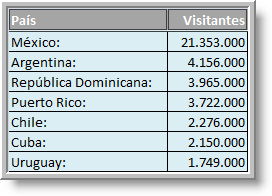 País Visitantes
México: 21.353.000
Argentina: 4.156.000
República Dominicana: 3.965.000
Puerto Rico: 3.722.000
Chile: 2.276.000
Cuba: 2.150.000
Uruguay: 1.749.000